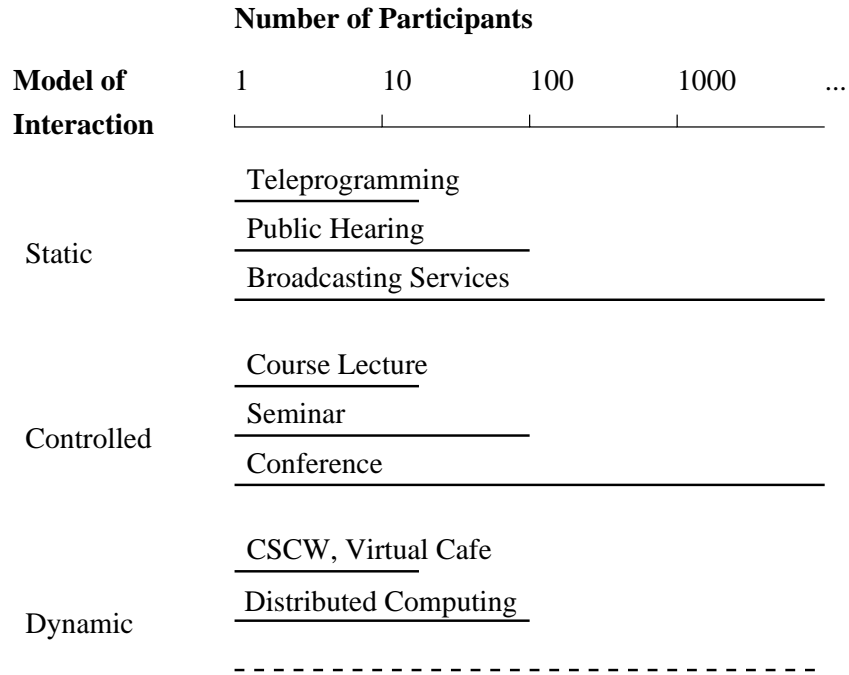 Number of Participants
Model of Interaction
1 10 100 1000 ...
Teleprogramming
Public Hearing
Static
Broadcasting Services
Course Lecture
Seminar
Controlled
Conference
CSCW, Virtual Cafe
Distributed Computing
Dynamic